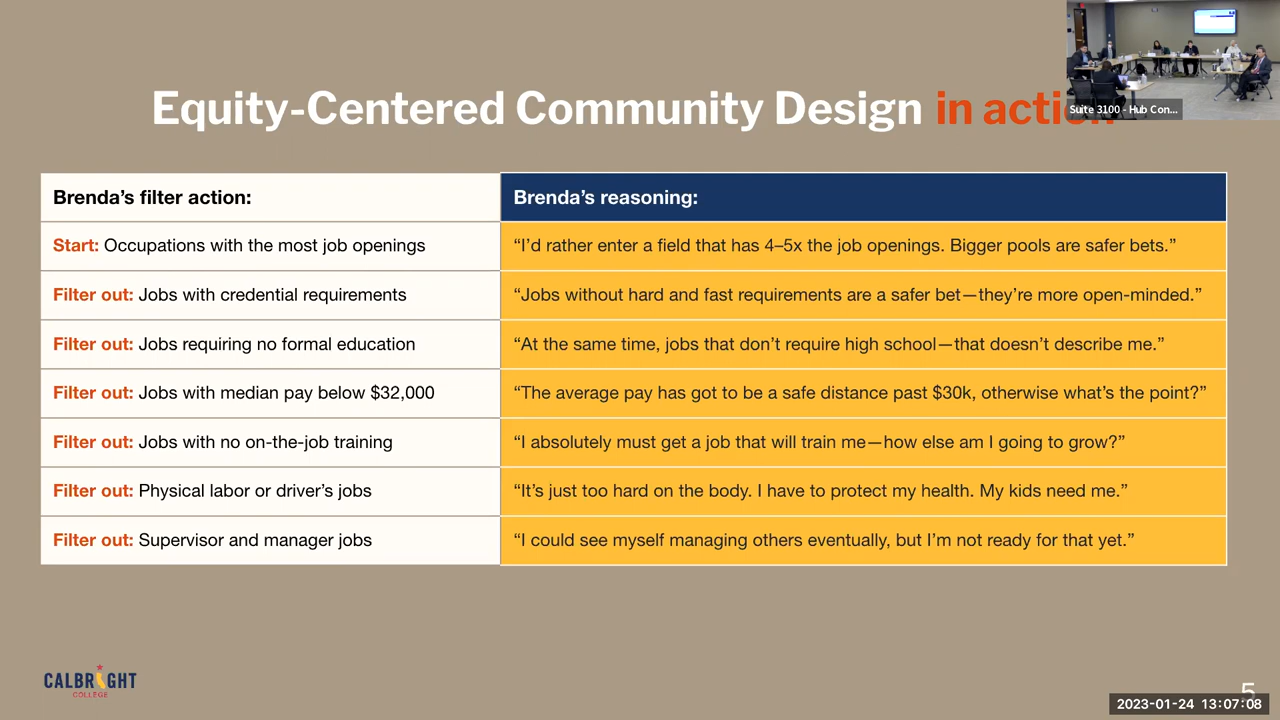 Suite 3100 - Hub Con...
Equity-Centered Community Design in action
Brenda’s filter action:
Brenda’s reasoning:
Start: Occupations with the most job openings
“I’d rather enter a field that has 4–5x the job openings. Bigger pools are safer bets.”
Filter out: Jobs with credential requirements
“Jobs without hard and fast requirements are a safer bet—they’re more open-minded.”
Filter out: Jobs requiring no formal education
“At the same time, jobs that don’t require high school—that doesn’t describe me.”
Filter out: Jobs with median pay below $32,000
“The average pay has got to be a safe distance past $30k, otherwise what’s the point?”
Filter out: Jobs with no on-the-job training
“I absolutely must get a job that will train me—how else am I going to grow?”
Filter out: Physical labor or driver’s jobs
“It’s just too hard on the body. I have to protect my health. My kids need me.”
Filter out: Supervisor and manager jobs
“I could see myself managing others eventually, but I’m not ready for that yet.”
CALBRIGHT
COLLEGE
5
2023-01-24 13:07:08